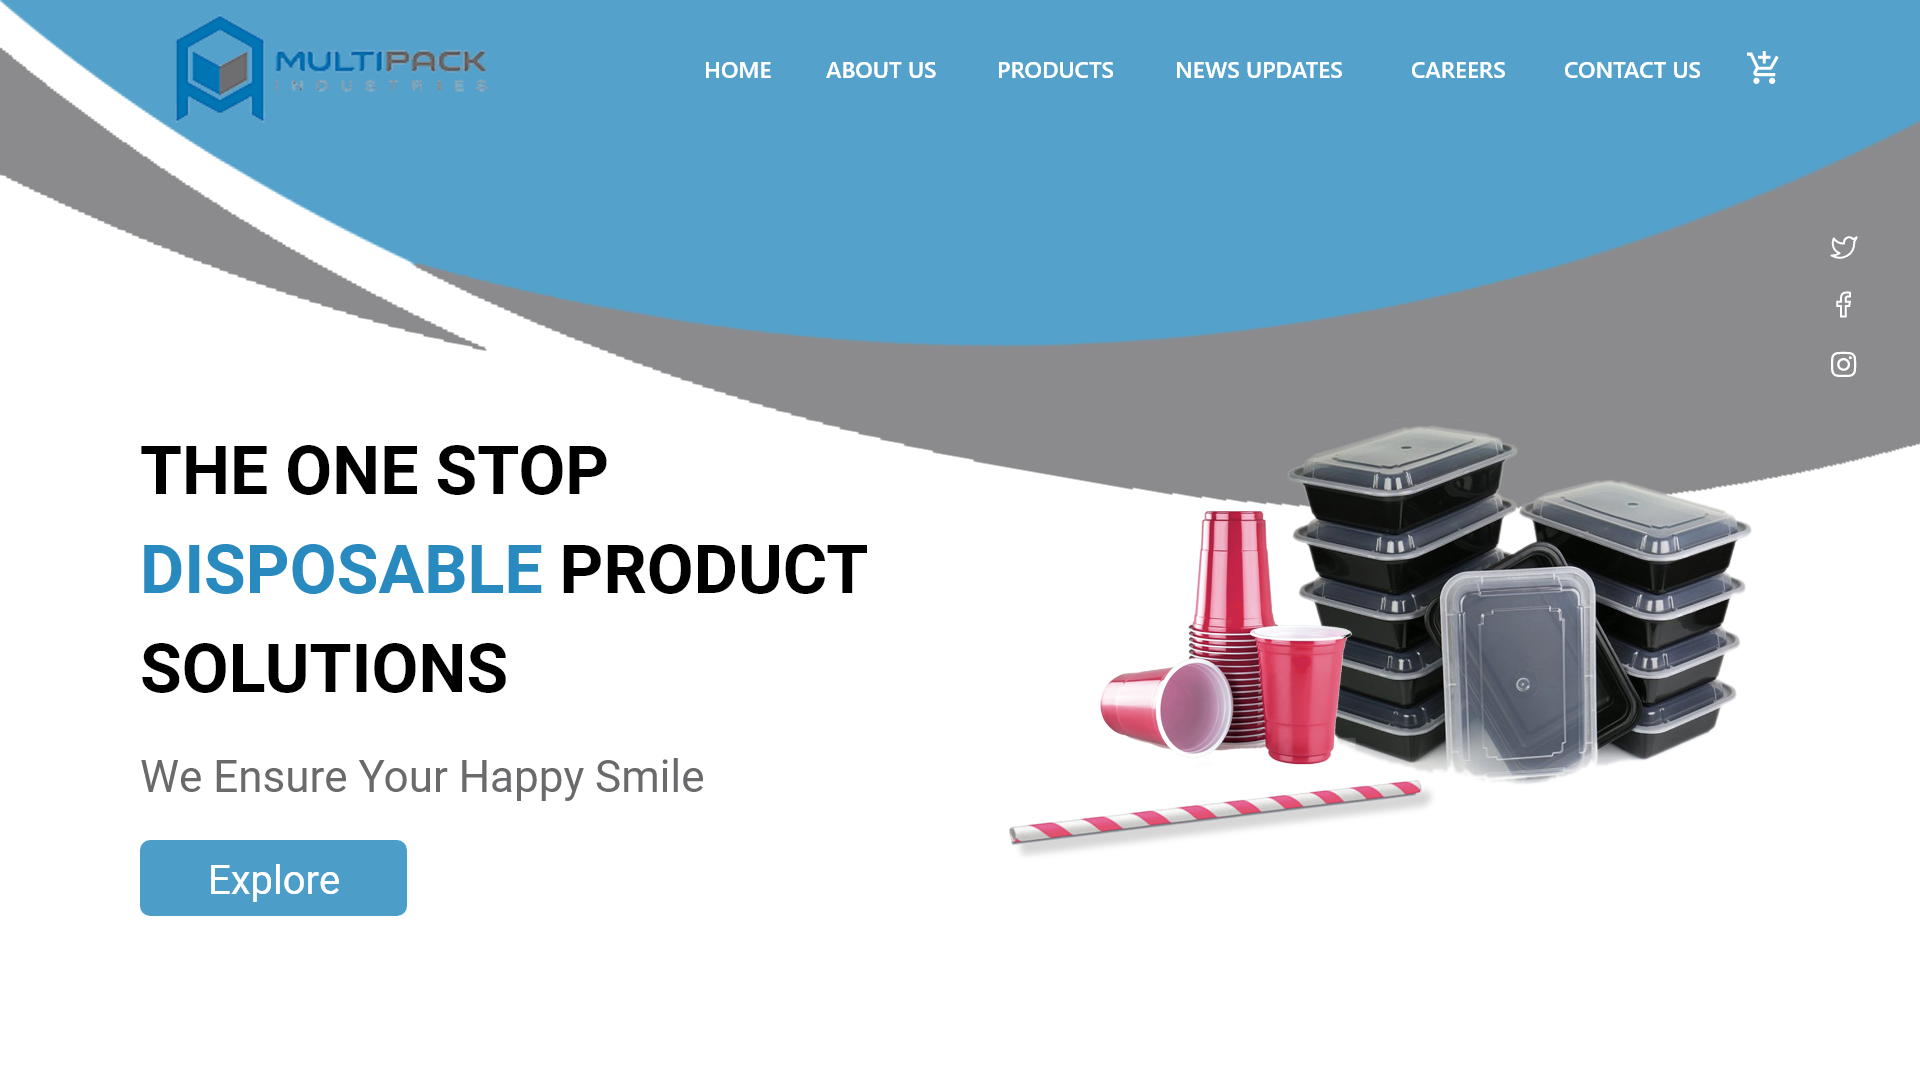 MULTIPACK
INDUSTRIES
HOME
ABOUT US
PRODUCTS
NEWS UPDATES
CAREERS
CONTACT US
THE ONE STOP
DISPOSABLE PRODUCT
SOLUTIONS
We Ensure Your Happy Smile
Explore